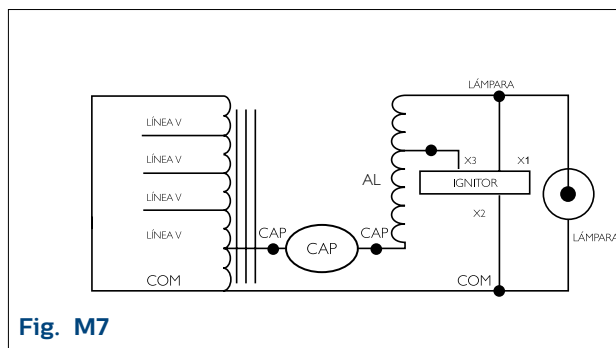 LÁMPARA
LÍNEA V
LÍNEA V
X3
X1
AL
IGNITOR
LÍNEA V
X2
CAP
CAP
CAP
LÍNEA V
LÁMPARA
COM
COM
Fig. M7